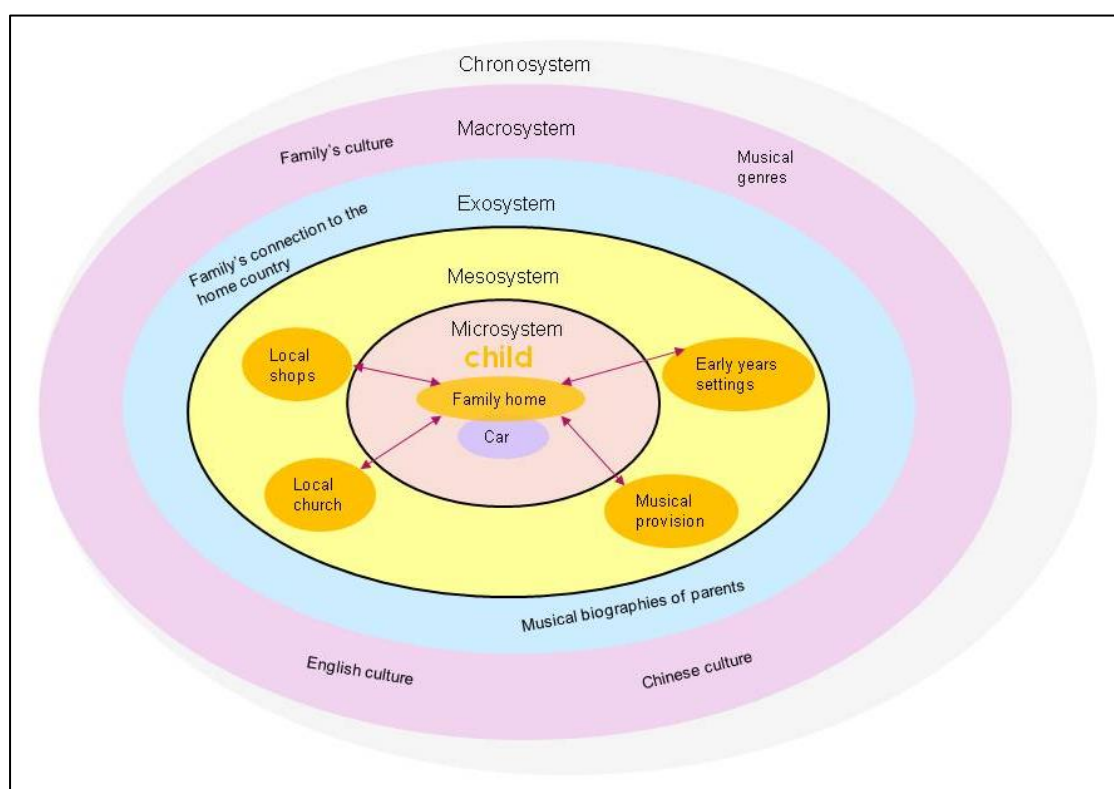 Chronosystem
Macrosystem
Family's culture
Musical
genres
Exosystem
Family's connection to the
home country
Mesosystem
Microsystem
child
Local
shops
Early years
settings
Family home
Car
Local
church
Musical
provision
Musical biographies of parents
English culture
Chinese culture